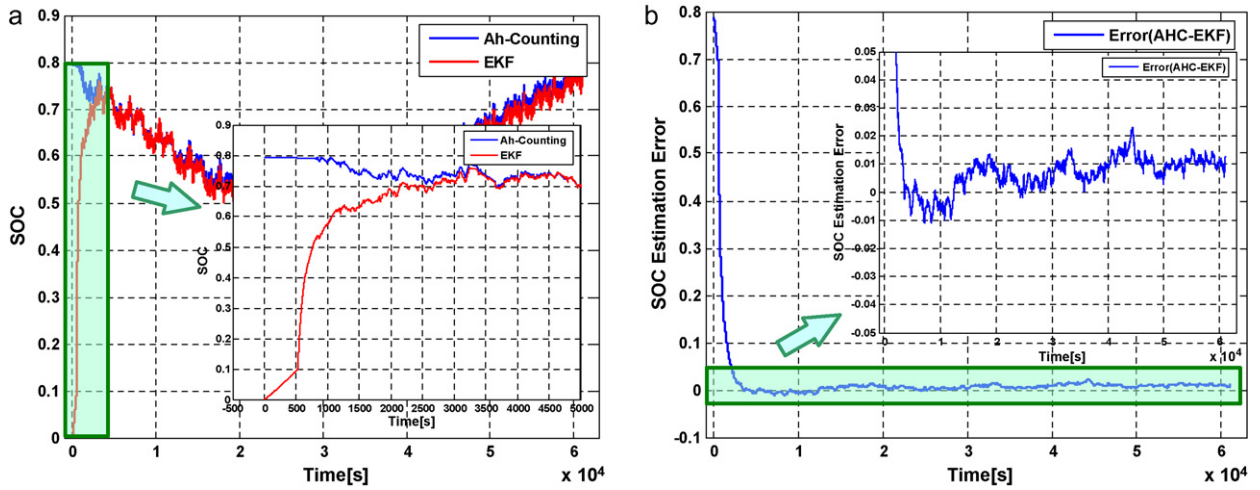 a
Ah-Counting
EKF
SOC
0.9
0.8
0.7
0.6
0.5
0.4
0.3
0.2
0.1
0
0 1 2 3 4 5 6
Time[s]
x 10⁴
Ah-Counting
EKF
SOC
0.9
0.8
0.7
0.6
0.5
0.4
0.3
0.2
0.1
0
-500 0 500 1000 1500 2000 2500 3000 3500 4000 4500 5000
Time[s]
b
Error(AHC-EKF)
SOC Estimation Error
0.8
0.7
0.6
0.5
0.4
0.3
0.2
0.1
0
-0.1
0 1 2 3 4 5 6
Time[s]
x 10⁴
Error(AHC-EKF)
SOC Estimation Error
0.05
0.04
0.03
0.02
0.01
0
-0.01
-0.02
-0.03
-0.04
-0.05
0 1 2 3 4 5 6
Time[s]
x 10⁴